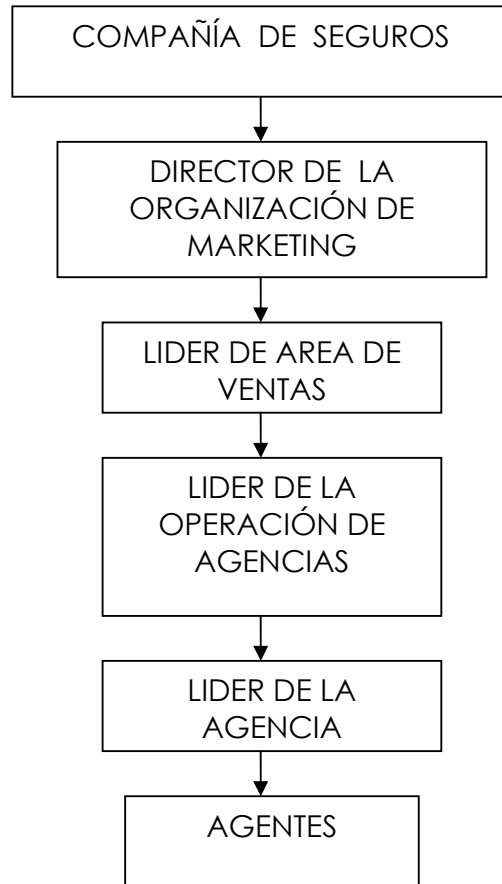 COMPAÑÍA DE SEGUROS
DIRECTOR DE LA
ORGANIZACIÓN DE
MARKETING
LIDER DE AREA DE
VENTAS
LIDER DE LA
OPERACIÓN DE
AGENCIAS
LIDER DE LA
AGENCIA
AGENTES